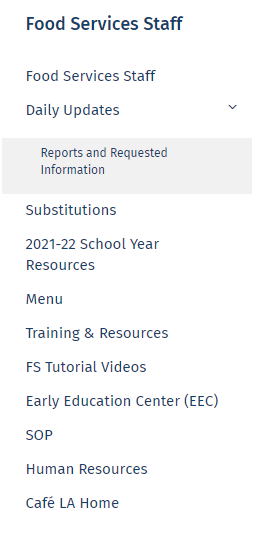 Food Services Staff
Food Services Staff
Daily Updates
Reports and Requested
Information
Substitutions
2021-22 School Year
Resources
Menu
Training & Resources
FS Tutorial Videos
Early Education Center (EEC)
SOP
Human Resources
Café LA Home